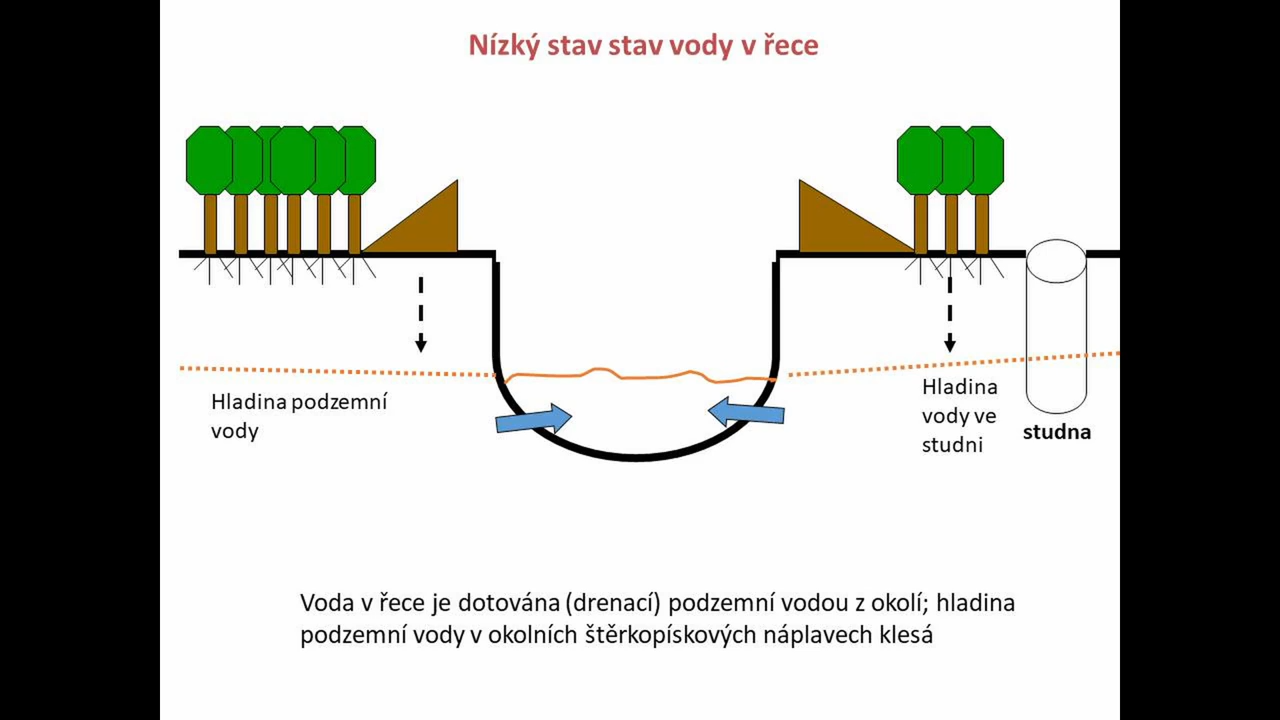 Nízký stav stav vody v řece
Hladina podzemní
vody
Hladina
vody ve
studni
studna
Voda v řece je dotována (drenací) podzemní vodou z okolí; hladina
podzemní vody v okolních štěrkopískových náplavech klesá